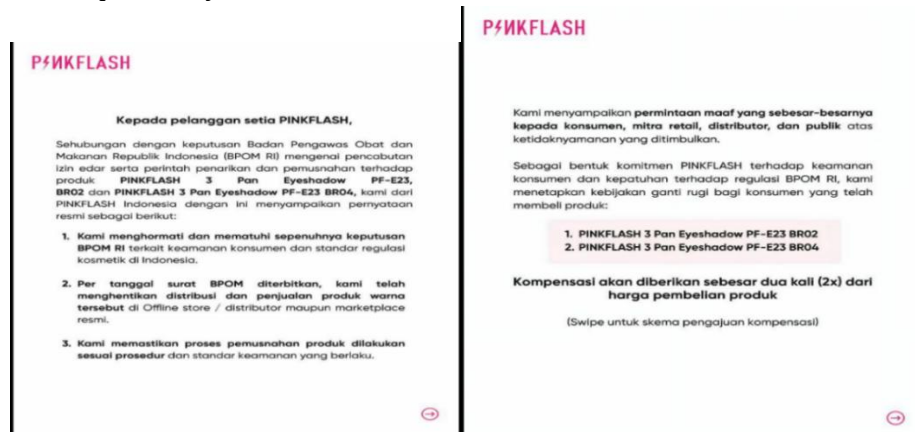 PINKFLASH
Kepada pelanggan setia PINKFLASH,
Sehubungan dengan keputusan Badan Pengawas Obat dan
Makanan Republik Indonesia (BPOM RI) mengenai pencabutan
izin edar serta perintah penarikan dan pemusnahan terhadap
produk PINKFLASH 3 Pan Eyeshadow PF-E23,
BR02 dan PINKFLASH 3 Pan Eyeshadow PF-E23 BR04, kami dari
PINKFLASH Indonesia dengan ini menyampaikan pernyataan
resmi sebagai berikut:
1. Kami menghormati dan mematuhi sepenuhnya keputusan
BPOM RI terkait keamanan konsumen dan standar regulasi
kosmetik di Indonesia.
2. Per tanggal surat BPOM diterbitkan, kami telah
menghentikan distribusi dan penjualan produk warna
tersebut di Offline store / distributor maupun marketplace
resmi.
3. Kami memastikan proses pemusnahan produk dilakukan
sesuai prosedur dan standar keamanan yang berlaku.
PINKFLASH
Kami menyampaikan permintaan maaf yang sebesar-besarnya
kepada konsumen, mitra retail, distributor, dan publik atas
ketidaknyamanan yang ditimbulkan.
Sebagai bentuk komitmen PINKFLASH terhadap keamanan
konsumen dan kepatuhan terhadap regulasi BPOM RI, kami
menetapkan kebijakan ganti rugi bagi konsumen yang telah
membeli produk:
1. PINKFLASH 3 Pan Eyeshadow PF-E23 BR02
2. PINKFLASH 3 Pan Eyeshadow PF-E23 BR04
Kompensasi akan diberikan sebesar dua kali (2x) dari
harga pembelian produk
(Swipe untuk skema pengajuan kompensasi)